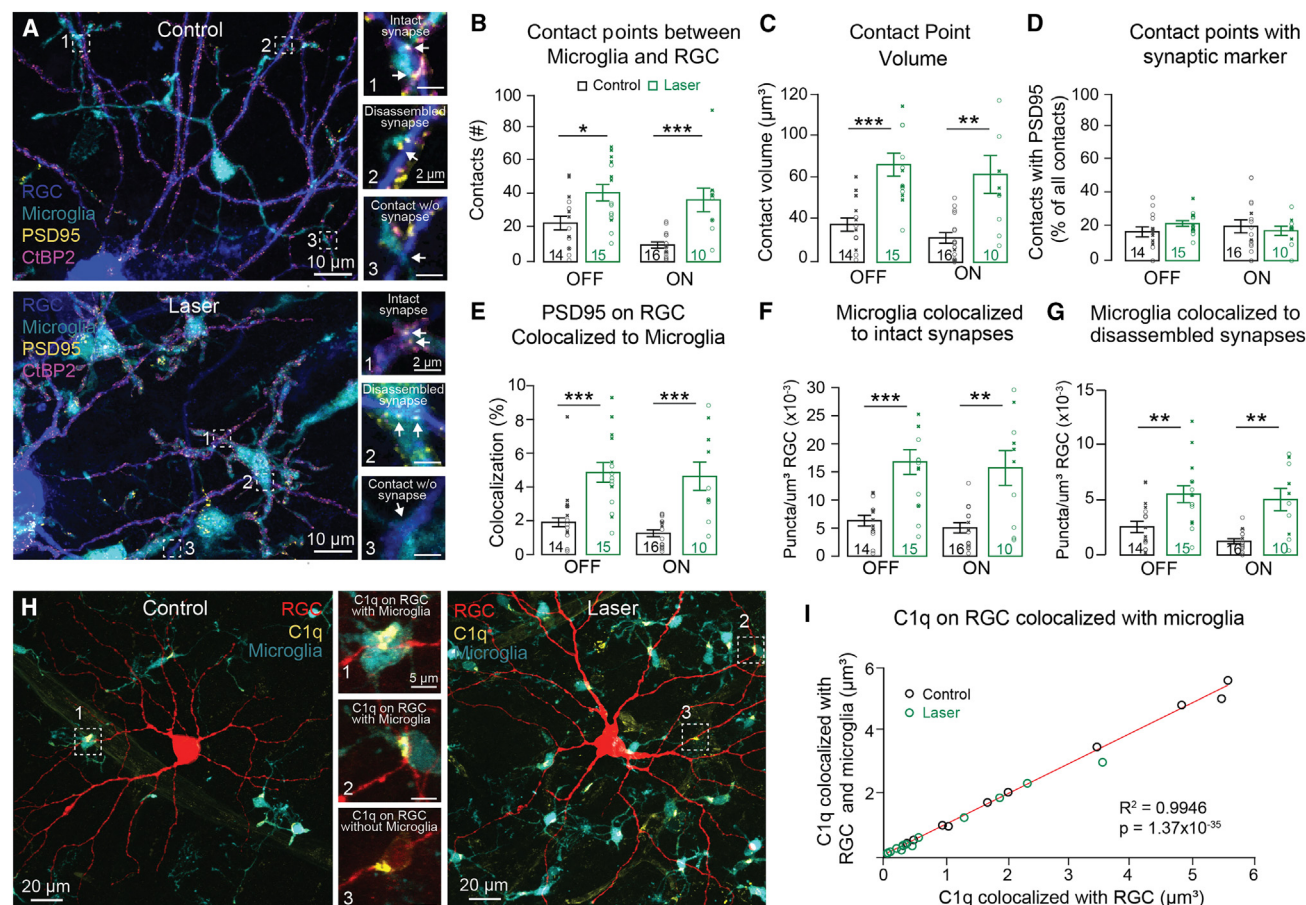 A
Control
1
2
3
RGC
Microglia
PSD95
CtBP2
10 µm
Intact
synapse
1
Disassembled
synapse
2
2 µm
Contact w/o
synapse
3
Laser
RGC
Microglia
PSD95
CtBP2
1
2
3
10 µm
Intact
synapse
1
2 µm
Disassembled
synapse
2
Contact w/o
synapse
3
B
Contact points between
Microglia and RGC
Control
Laser
Contacts (#)
100
80
60
40
20
0
*
***
14
15
16
10
OFF
ON
C
Contact Point
Volume
Contact volume (µm³)
120
80
60
40
0
***
**
14
15
16
10
OFF
ON
D
Contact points with
synaptic marker
Contacts with PSD95
(% of all contacts)
100
80
60
40
20
0
14
15
16
10
OFF
ON
E
PSD95 on RGC
Colocalized to Microglia
Colocalization (%)
10
8
6
4
2
0
***
***
14
15
16
10
OFF
ON
F
Microglia colocalized
to intact synapses
Puncta/um³ RGC (x10⁻³)
30
25
20
15
10
5
0
***
**
14
15
16
10
OFF
ON
G
Microglia colocalized to
disassembled synapses
Puncta/um³ RGC (x10⁻³)
15
10
5
0
**
**
14
15
16
10
OFF
ON
H
Control
RGC
C1q
Microglia
1
20 µm
C1q on RGC
with Microglia
1
5 µm
C1q on RGC
with Microglia
2
C1q on RGC
without Microglia
3
RGC
C1q
Microglia
Laser
2
3
20 µm
I
C1q on RGC colocalized with microglia
C1q colocalized with
RGC and microglia (µm³)
6
4
2
0
Control
Laser
R² = 0.9946
p = 1.37x10⁻³⁵
0 1 2 3 4 5 6
C1q colocalized with RGC (µm³)